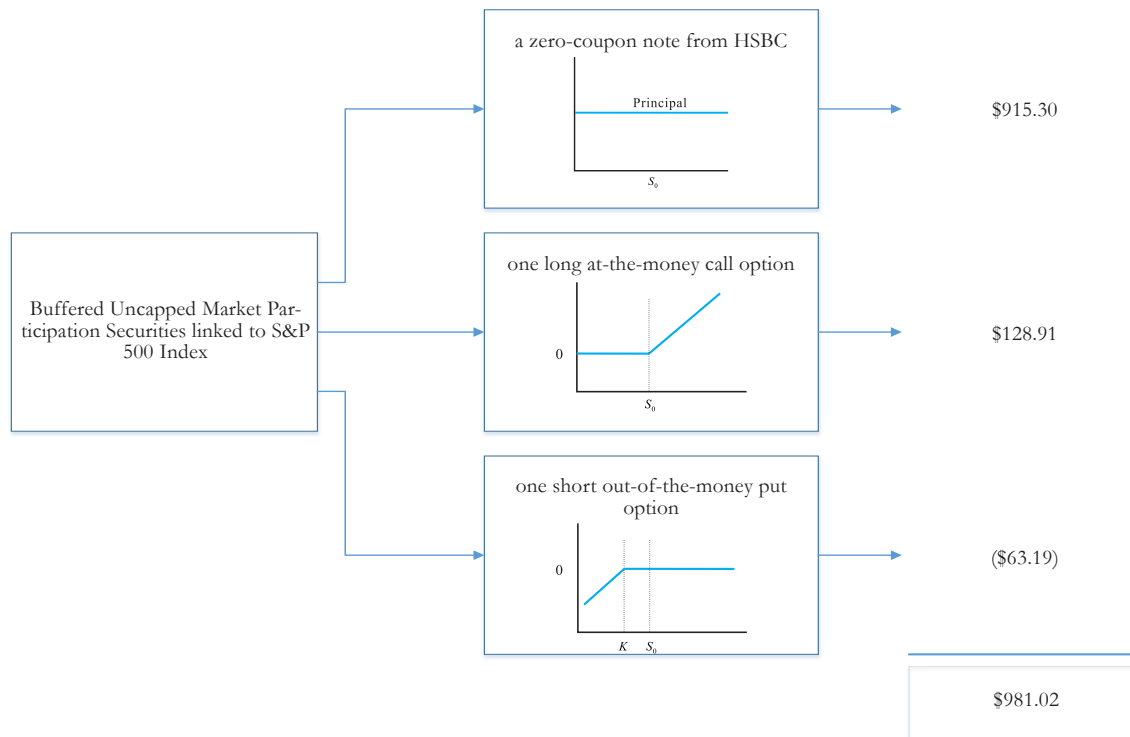 a zero-coupon note from HSBC
Principal
S₀
$915.30
Buffered Uncapped Market Par-
ticipation Securities linked to S&P
500 Index
one long at-the-money call option
0
S₀
$128.91
one short out-of-the-money put
option
0
K S₀
($63.19)
$981.02